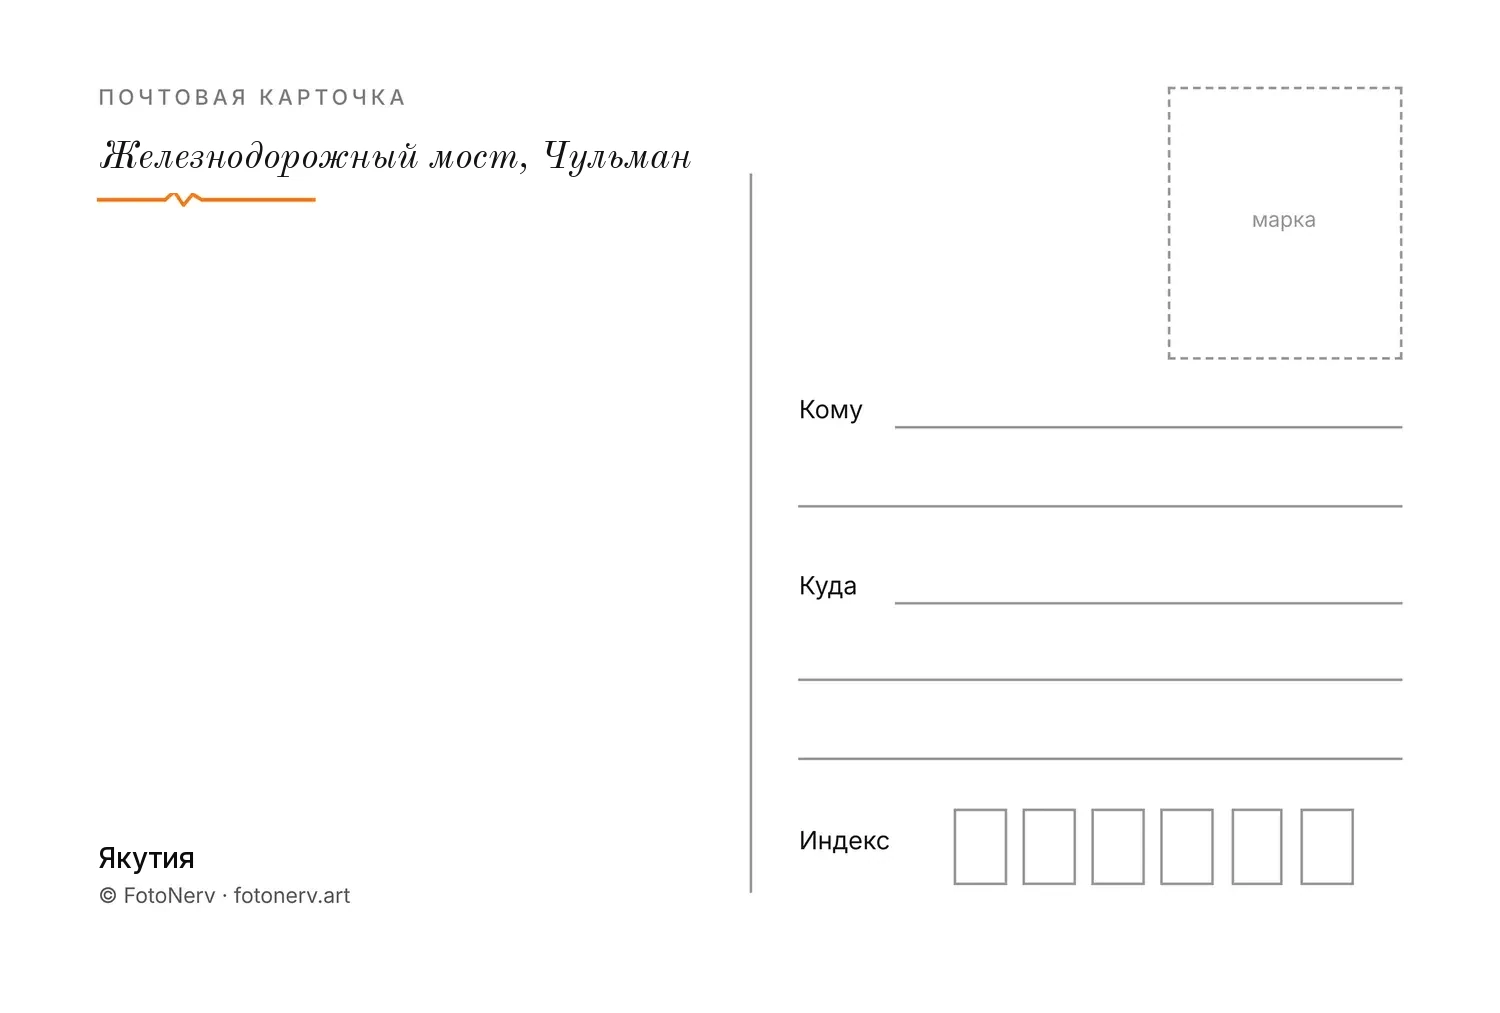 ПОЧТОВАЯ КАРТОЧКА
Железнодорожный мост, Чульман
марка
Кому
Куда
Индекс
Якутия
© FotoNerv · fotonerv.art